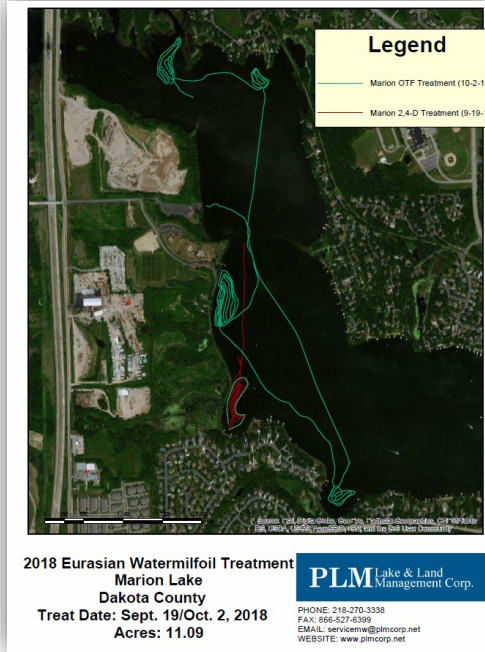 Legend
Marion OTF Treatment (10-2-1
Marion 2,4-D Treatment (9-19-
2018 Eurasian Watermilfoil Treatment
Marion Lake
Dakota County
Treat Date: Sept. 19/Oct. 2, 2018
Acres: 11.09
PLM Lake & Land
Management Corp.
PHONE: 218-270-3338
FAX: 866-527-6399
EMAIL: servicemw@plmcorp.net
WEBSITE: www.plmcorp.net